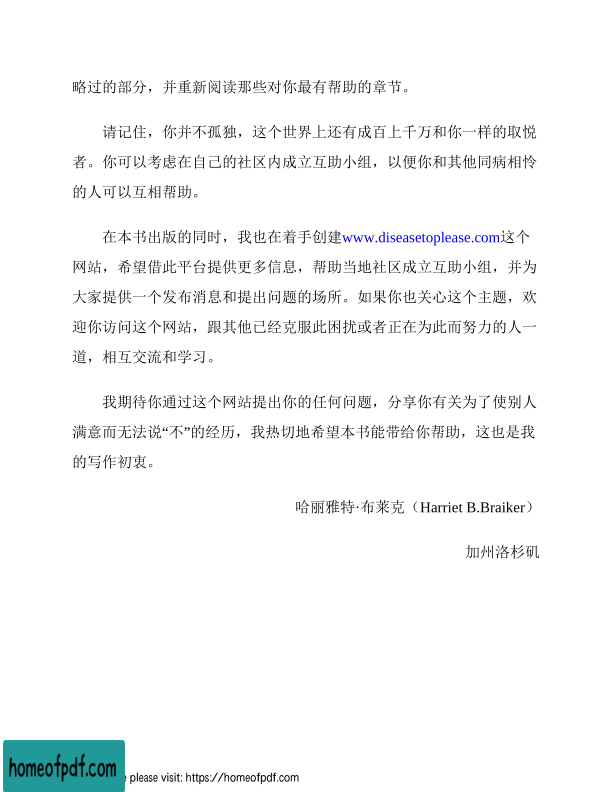 略过的部分，并重新阅读那些对你最有帮助的章节。
请记住，你并不孤独，这个世界上还有成百上千万和你一样的取悦
者。你可以考虑在自己的社区内成立互助小组，以便你和其他同病相怜
的人可以互相帮助。
在本书出版的同时，我也在着手创建www.diseasetoplease.com这个
网站，希望借此平台提供更多信息，帮助当地社区成立互助小组，并为
大家提供一个发布消息和提出问题的场所。如果你也关心这个主题，欢
迎你访问这个网站，跟其他已经克服此困扰或者正在为此而努力的人一
道，相互交流和学习。
我期待你通过这个网站提出你的任何问题，分享你有关为了使别人
满意而无法说“不”的经历，我热切地希望本书能带给你帮助，这也是我
的写作初衷。
哈丽雅特·布莱克（Harriet B.Braiker）
加州洛杉矶
homeofpdf.com
please visit: https://homeofpdf.com